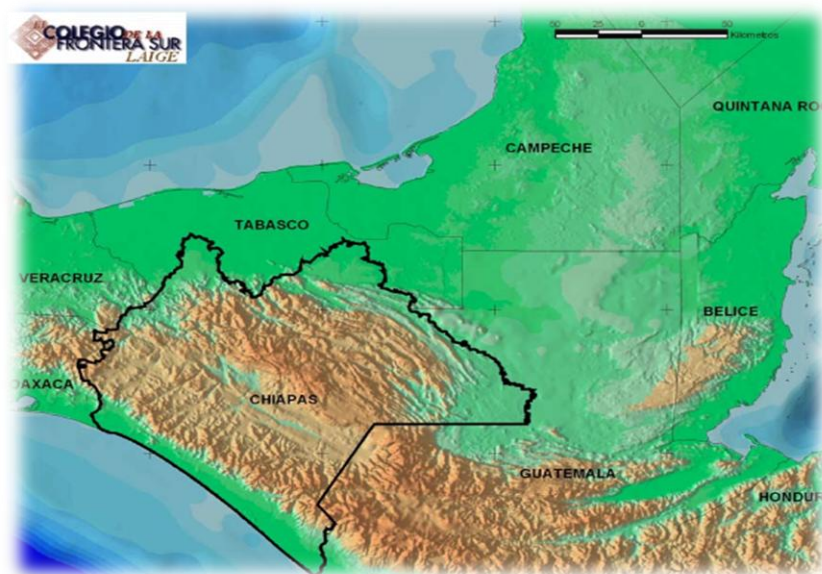 EL
COLEGIO DE LA
FRONTERA SUR
LAIGE
50 25 0 50
Kilometros
QUINTANA RO
CAMPECHE
TABASCO
VERACRUZ
BELICE
OAXACA
CHIAPAS
GUATEMALA
HONDUR